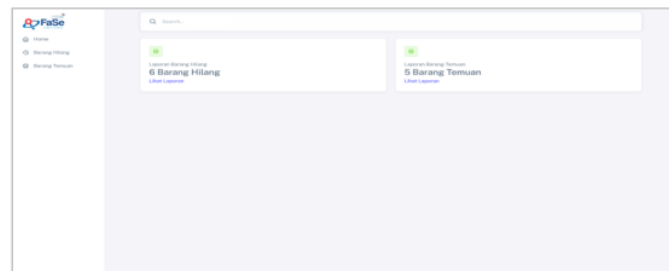 FaSe
Search...
Home
Barang Hilang
Barang Temuan
Laporan Barang Hilang
6 Barang Hilang
Lihat Laporan
Laporan Barang Temuan
5 Barang Temuan
Lihat Laporan